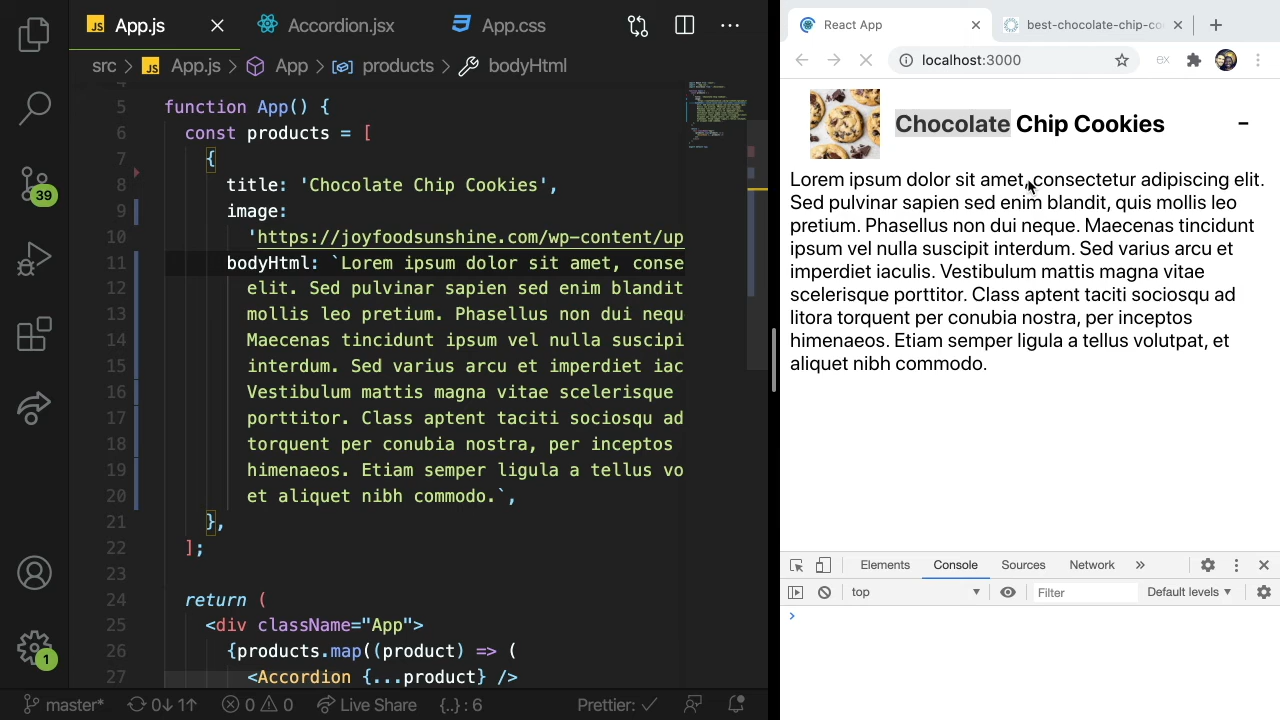 JS App.js
Accordion.jsx
App.css
src > JS App.js > App > products > bodyHtml
4
5 function App() {
6 const products = [
7 {
8 title: 'Chocolate Chip Cookies',
9 image:
10 'https://joyfoodsunshine.com/wp-content/up
11 bodyHtml: `Lorem ipsum dolor sit amet, conse
12 elit. Sed pulvinar sapien sed enim blandit
13 mollis leo pretium. Phasellus non dui nequ
14 Maecenas tincidunt ipsum vel nulla suscipi
15 interdum. Sed varius arcu et imperdiet iac
16 Vestibulum mattis magna vitae scelerisque
17 porttitor. Class aptent taciti sociosqu ad
18 torquent per conubia nostra, per inceptos
19 himenaeos. Etiam semper ligula a tellus vo
20 et aliquet nibh commodo.`,
21 },
22 ];
23
24 return (
25 <div className="App">
26 {products.map((product) => (
27 <Accordion {...product} />
39
1
master*
0↓ 1↑
0 0
Live Share
{..} : 6
Prettier: ✓
React App
best-chocolate-chip-co
localhost:3000
ex
Chocolate Chip Cookies -
Lorem ipsum dolor sit amet, consectetur adipiscing elit.
Sed pulvinar sapien sed enim blandit, quis mollis leo
pretium. Phasellus non dui neque. Maecenas tincidunt
ipsum vel nulla suscipit interdum. Sed varius arcu et
imperdiet iaculis. Vestibulum mattis magna vitae
scelerisque porttitor. Class aptent taciti sociosqu ad
litora torquent per conubia nostra, per inceptos
himenaeos. Etiam semper ligula a tellus volutpat, et
aliquet nibh commodo.
Elements Console Sources Network »
top Filter Default levels
›